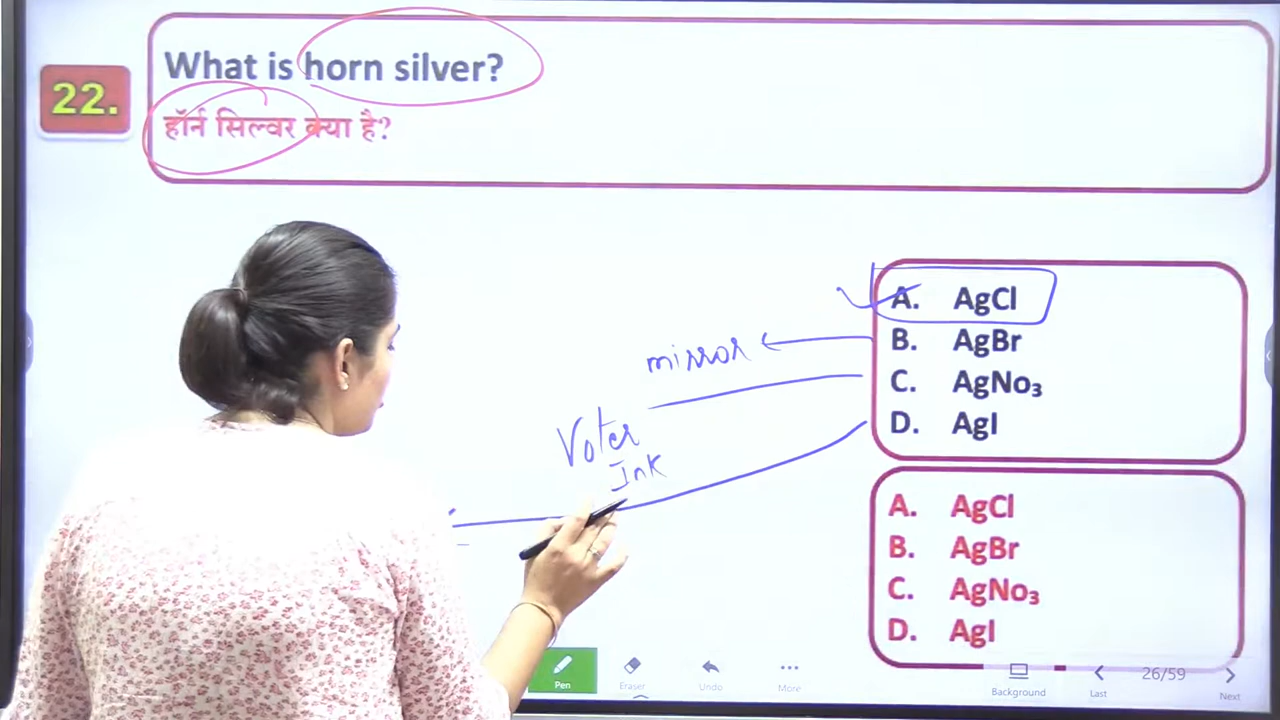 22.
What is horn silver?
हॉर्न सिल्वर क्या है?
A. AgCl
B. AgBr
C. AgNo₃
D. AgI
mirror
Voter
Ink
A. AgCl
B. AgBr
C. AgNo₃
D. AgI
Pen
Eraser
Undo
More
Background
Last
26/59
Next